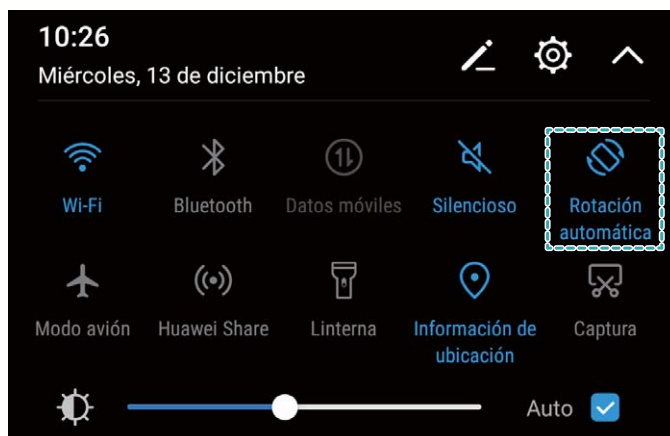 10:26
Miércoles, 13 de diciembre
Wi-Fi
Bluetooth
Datos móviles
Silencioso
Rotación
automática
Modo avión
Huawei Share
Linterna
Información de
ubicación
Captura
Auto